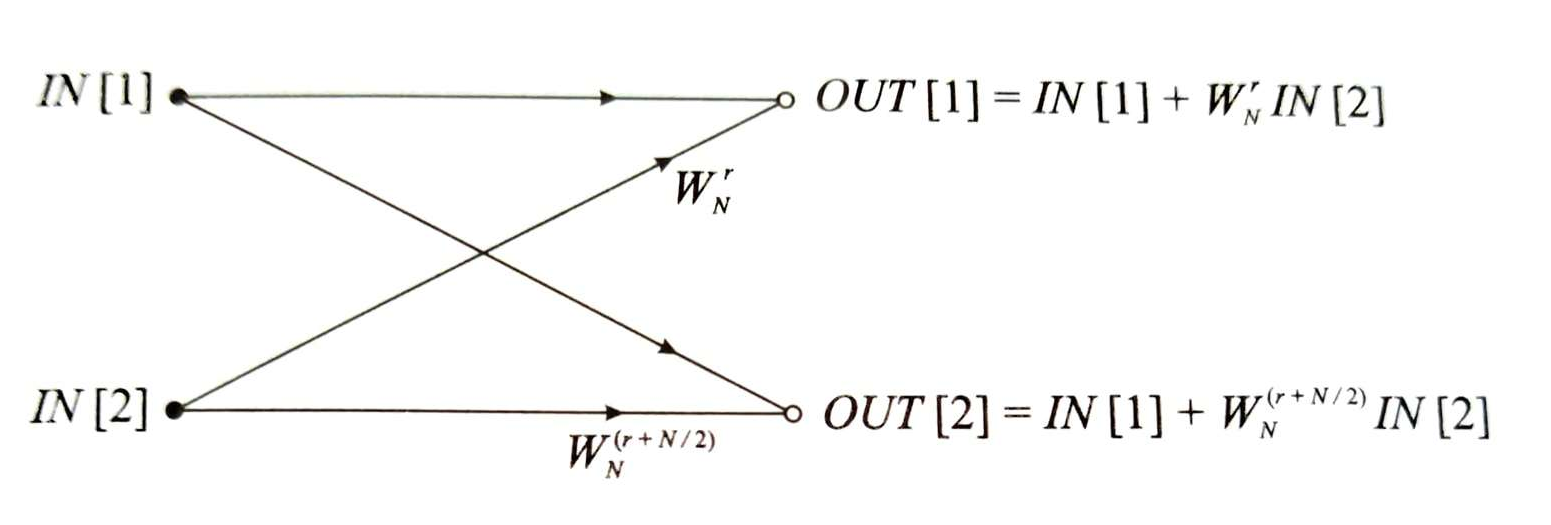 IN [1]
OUT [1] = IN [1] + W_N^r IN [2]
W_N^r
IN [2]
OUT [2] = IN [1] + W_N^(r + N/2) IN [2]
W_N^(r + N/2)